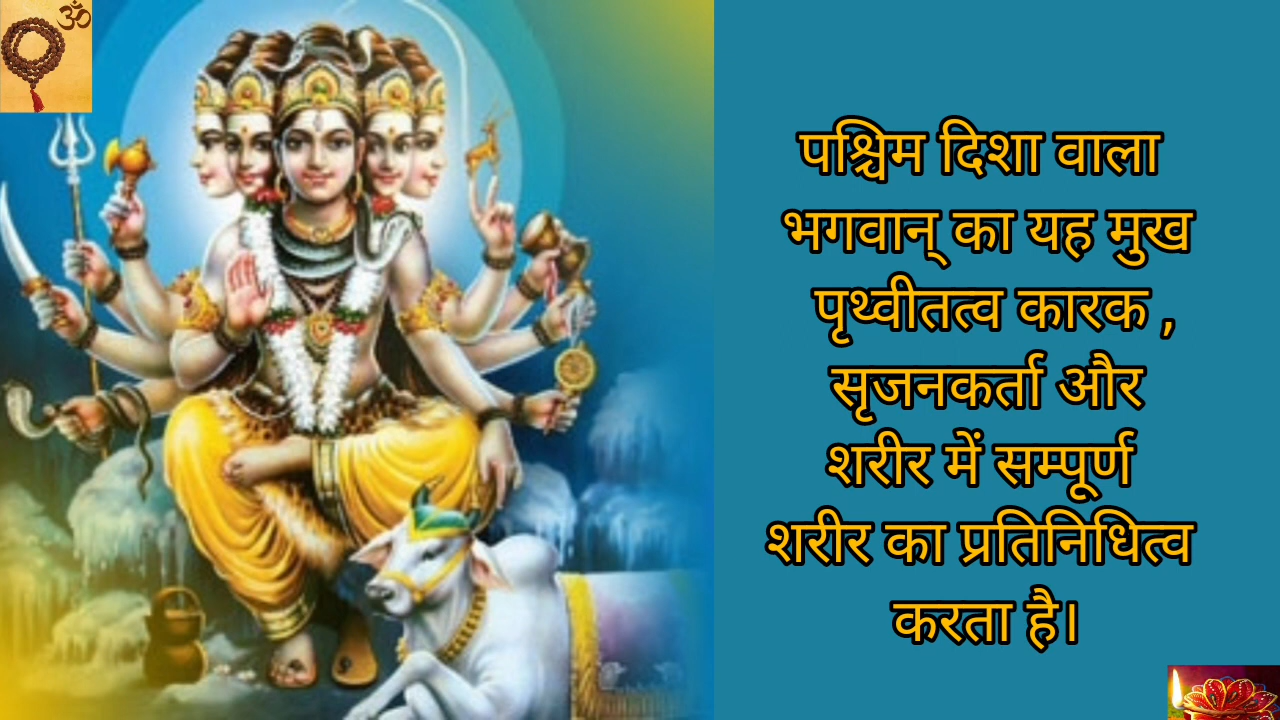 ॐ
पश्चिम दिशा वाला
भगवान् का यह मुख
पृथ्वीतत्व कारक ,
सृजनकर्ता और
शरीर में सम्पूर्ण
शरीर का प्रतिनिधित्व
करता है।